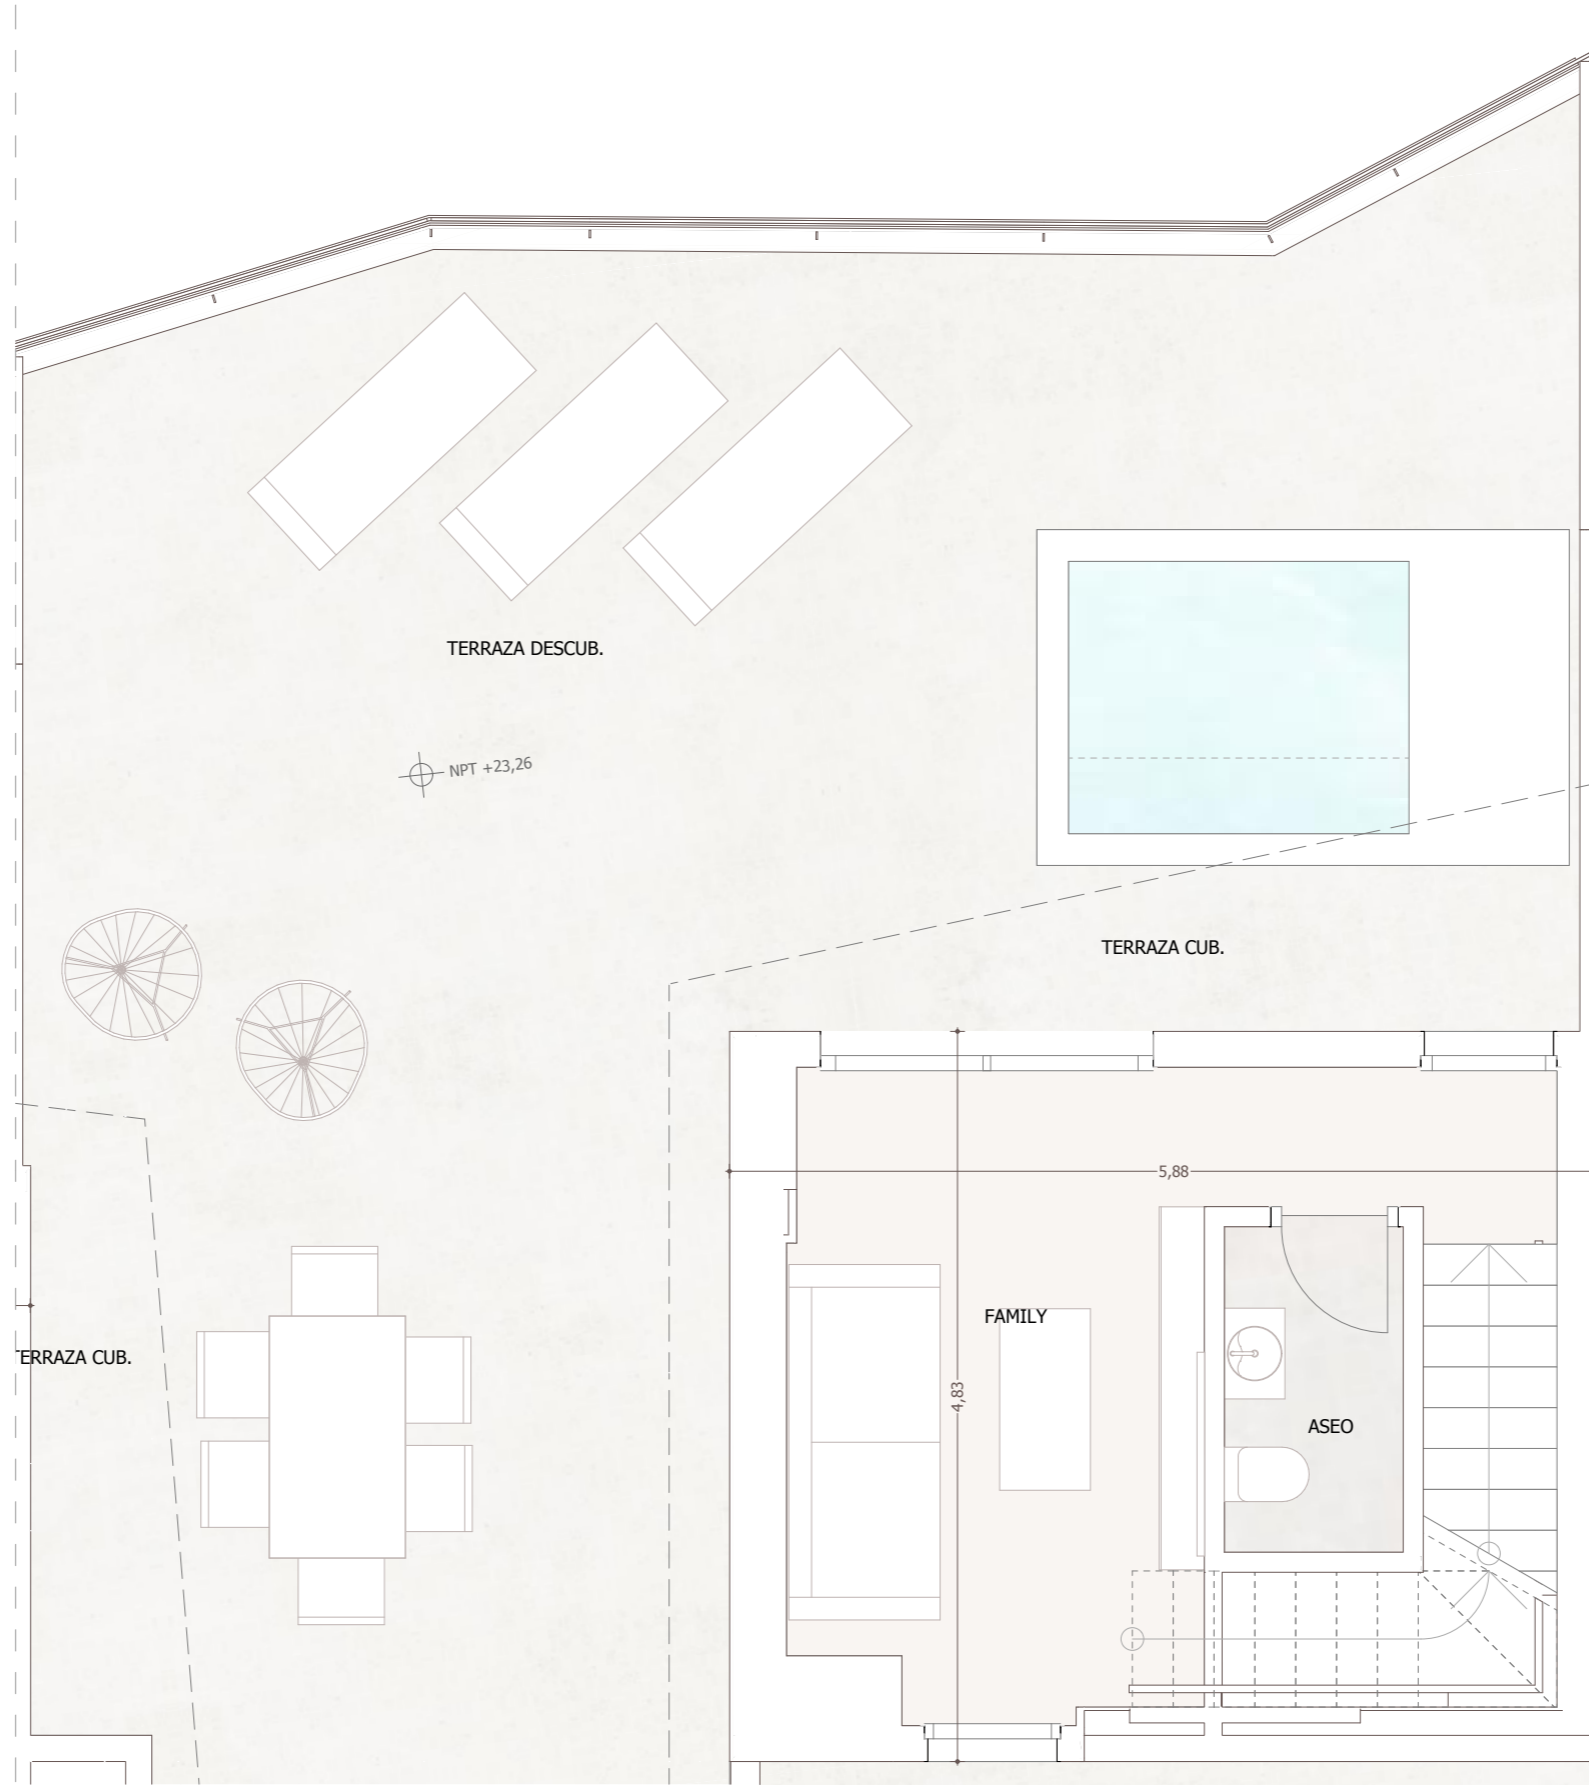 TERRAZA DESCUB.
NPT +23,26
TERRAZA CUB.
5,88
FAMILY
TERRAZA CUB.
4,83
ASEO